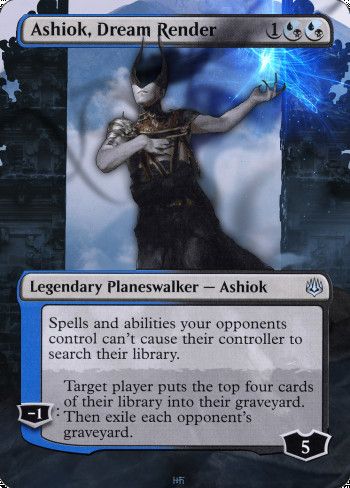 Ashiok, Dream Render 1
Legendary Planeswalker — Ashiok
Spells and abilities your opponents
control can't cause their controller to
search their library.
Target player puts the top four cards
-1: of their library into their graveyard.
Then exile each opponent's
graveyard.
5